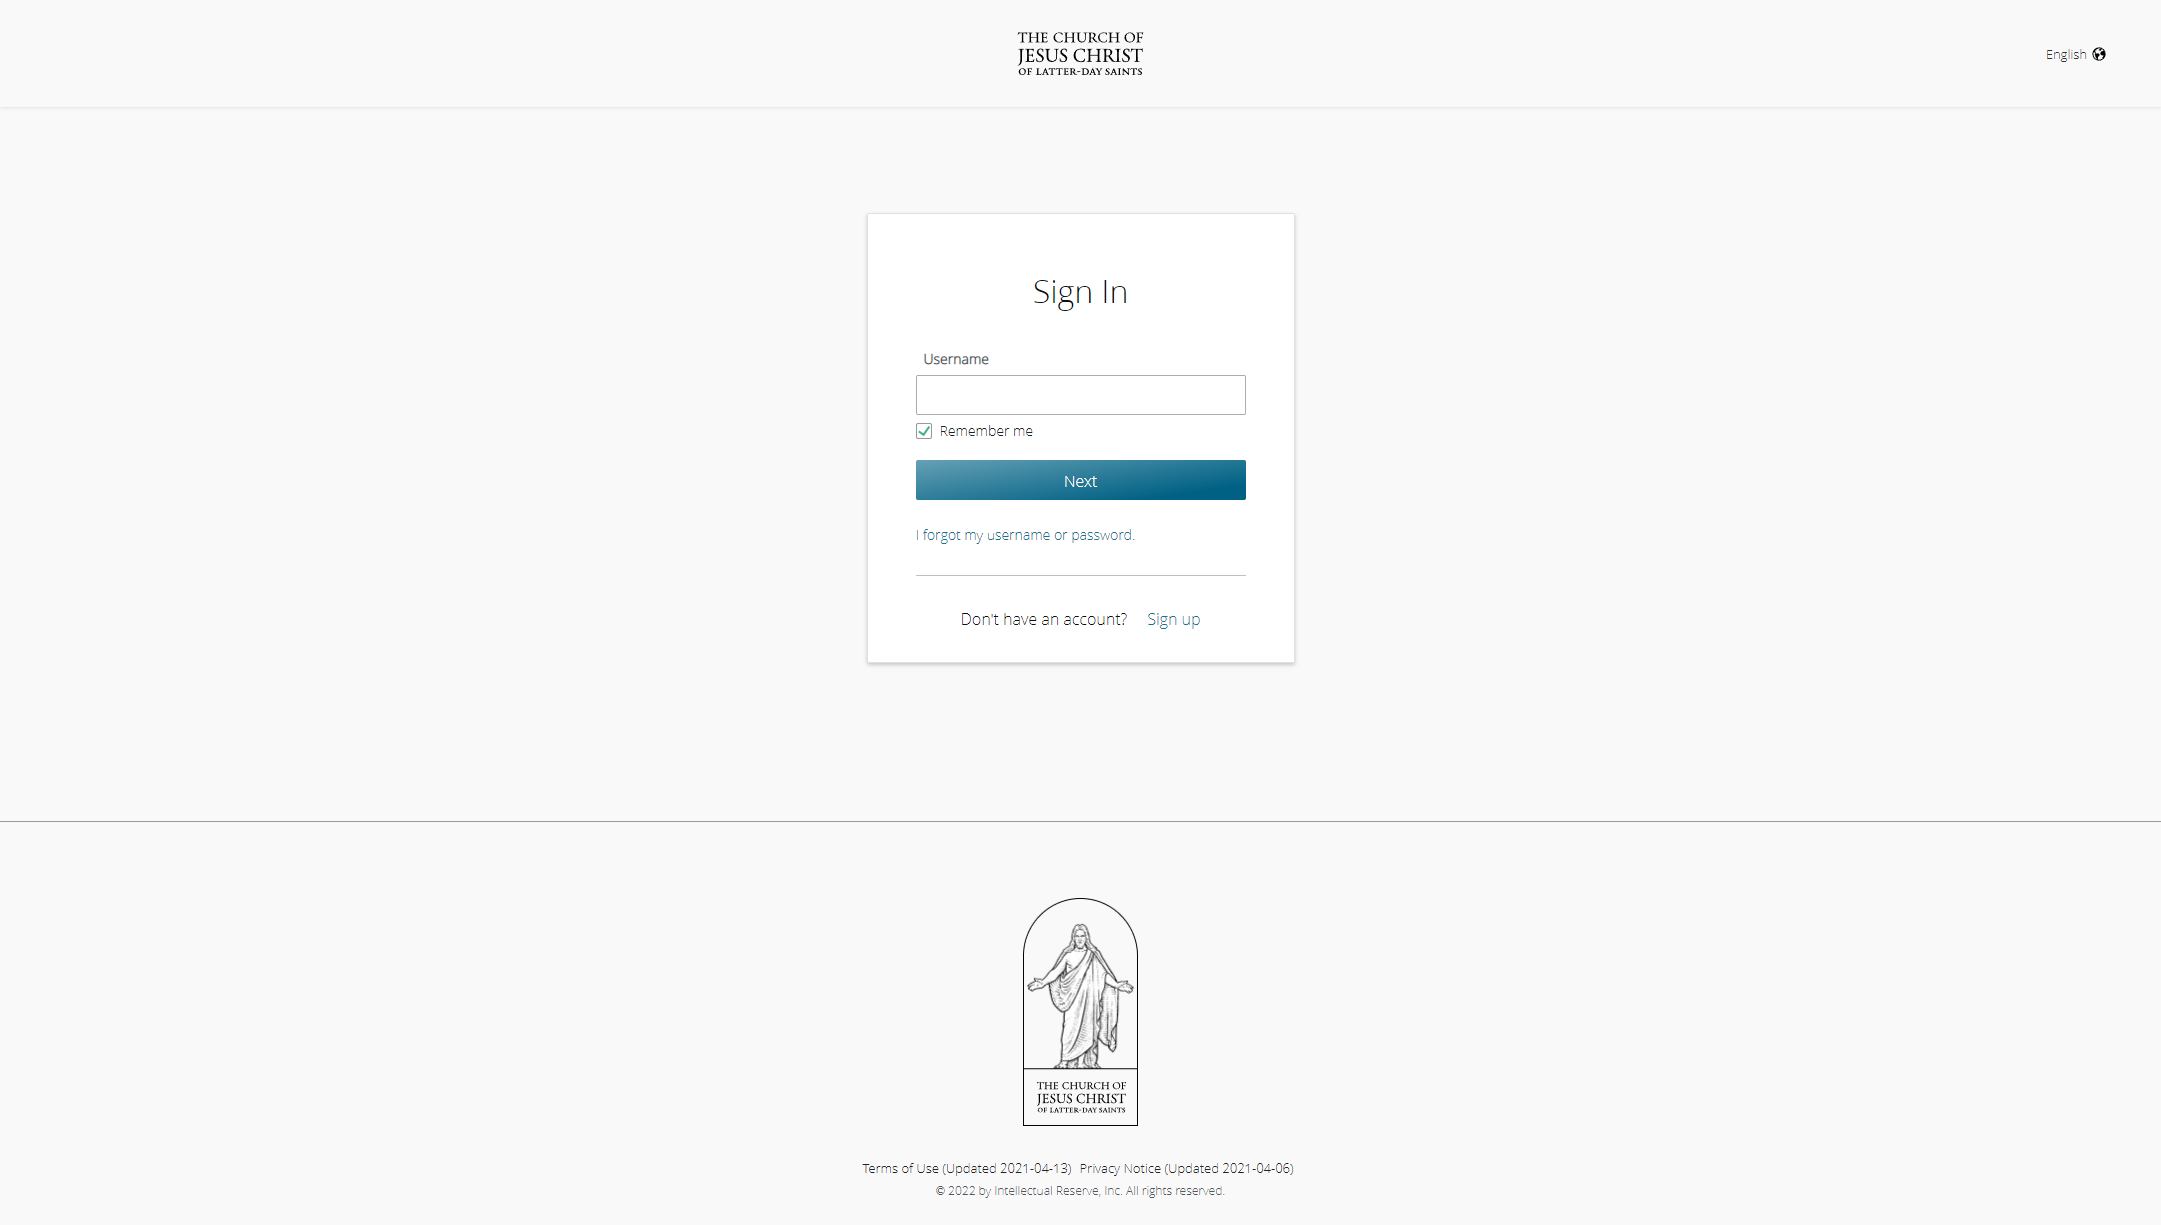 THE CHURCH OF
JESUS CHRIST
OF LATTER-DAY SAINTS
English
Sign In
Username
Remember me
Next
I forgot my username or password.
Don't have an account? Sign up
THE CHURCH OF
JESUS CHRIST
OF LATTER-DAY SAINTS
Terms of Use (Updated 2021-04-13) Privacy Notice (Updated 2021-04-06)
© 2022 by Intellectual Reserve, Inc. All rights reserved.